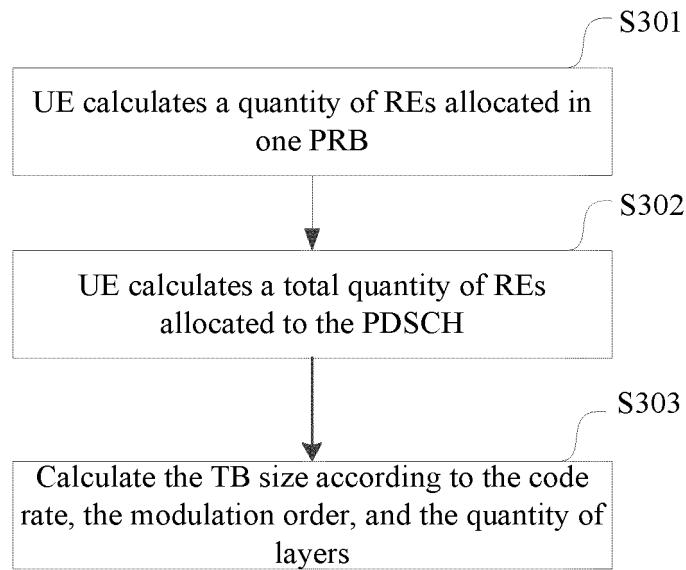 S301
UE calculates a quantity of REs allocated in
one PRB
S302
UE calculates a total quantity of REs
allocated to the PDSCH
S303
Calculate the TB size according to the code
rate, the modulation order, and the quantity of
layers